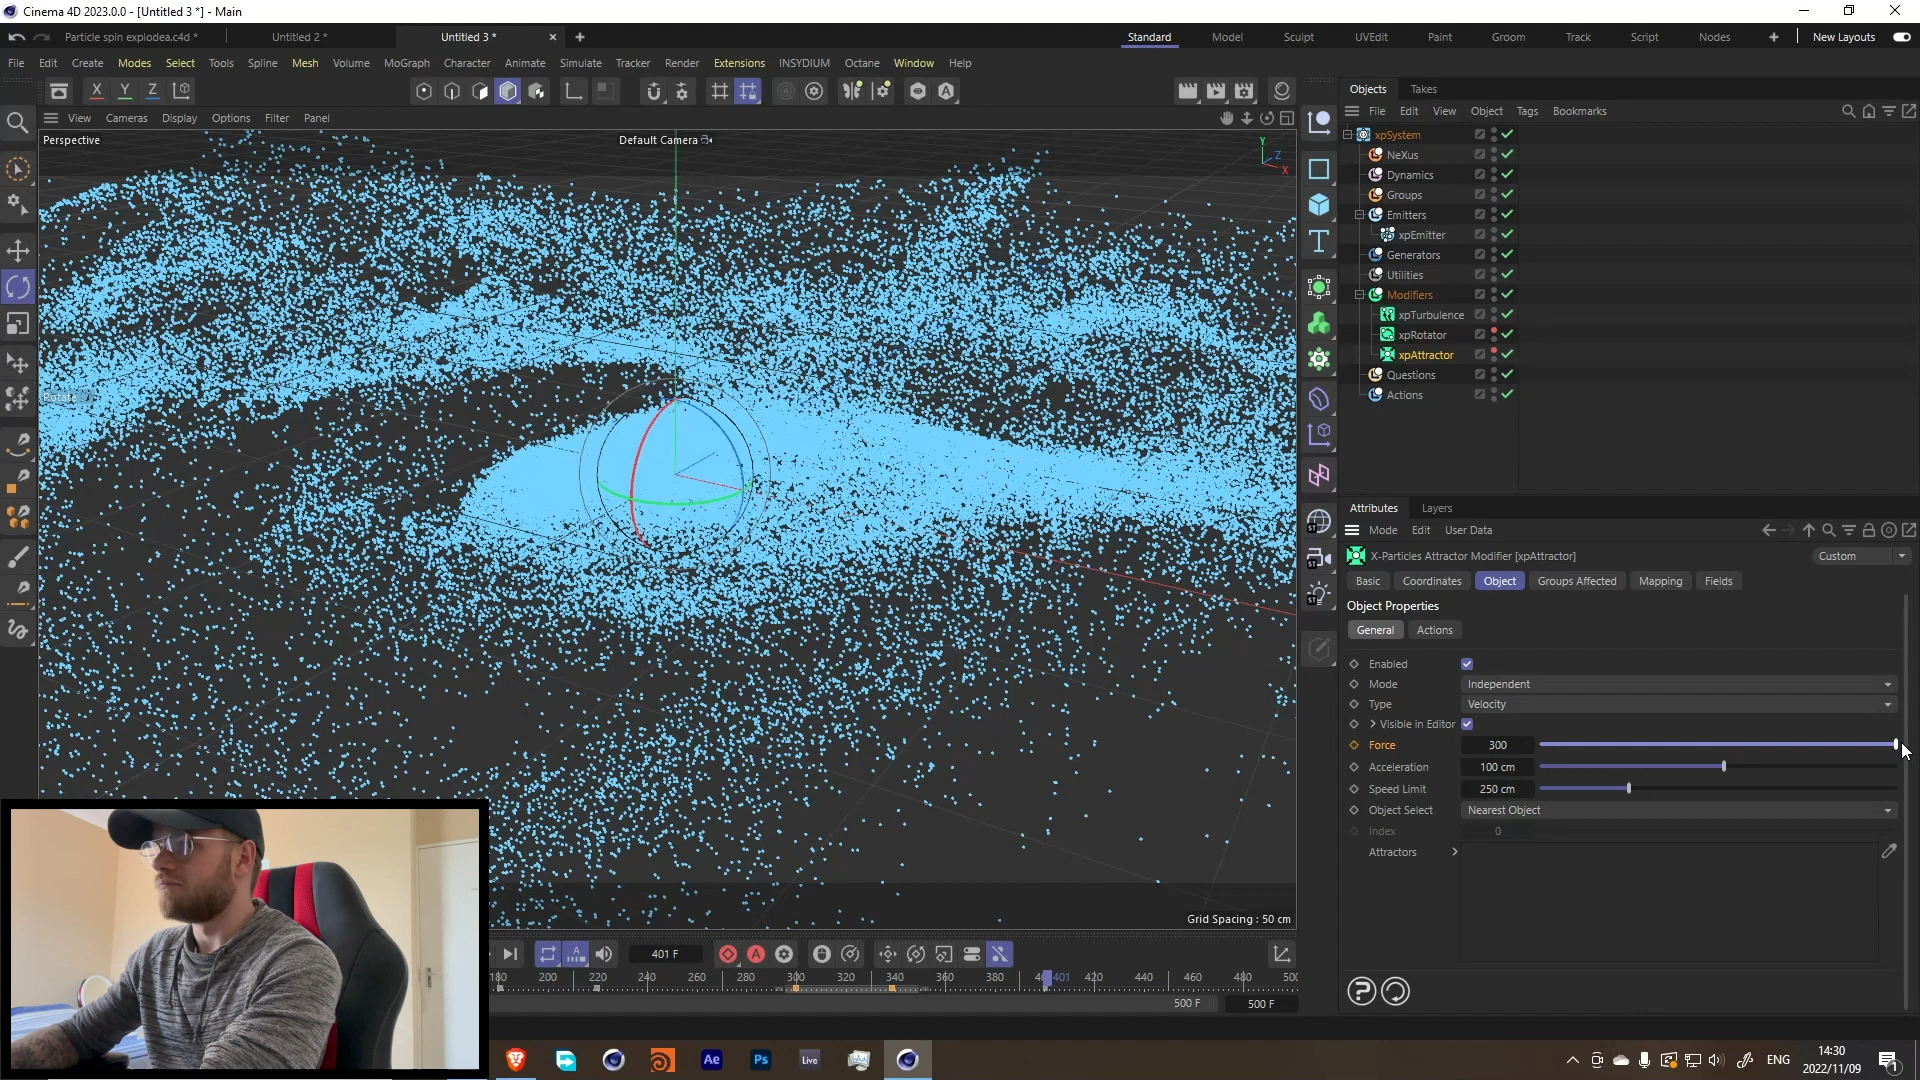 Cinema 4D 2023.0.0 - [Untitled 3 *] - Main
Particle spin explodea.c4d *
Untitled 2 *
Untitled 3 *
Standard
Model
Sculpt
UVEdit
Paint
Groom
Track
Script
Nodes
New Layouts
File Edit Create Modes Select Tools Spline Mesh Volume MoGraph Character Animate Simulate Tracker Render Extensions INSYDIUM Octane Window Help
X Y Z
View Cameras Display Options Filter Panel
Perspective
Default Camera
Y
Z
X
Rotate
Grid Spacing : 50 cm
Objects Takes
File Edit View Object Tags Bookmarks
xpSystem
NeXus
Dynamics
Groups
Emitters
xpEmitter
Generators
Utilities
Modifiers
xpTurbulence
xpRotator
xpAttractor
Questions
Actions
Attributes Layers
Mode Edit User Data
X-Particles Attractor Modifier [xpAttractor]
Custom
Basic Coordinates Object Groups Affected Mapping Fields
Object Properties
General Actions
Enabled
Mode Independent
Type Velocity
Visible in Editor
Force 300
Acceleration 100 cm
Speed Limit 250 cm
Object Select Nearest Object
Index 0
Attractors
401 F
180 200 220 240 260 280 300 320 340 360 380 401 420 440 460 480 500
500 F
500 F
Ae
Ps
Live
ENG
14:30
2022/11/09
1